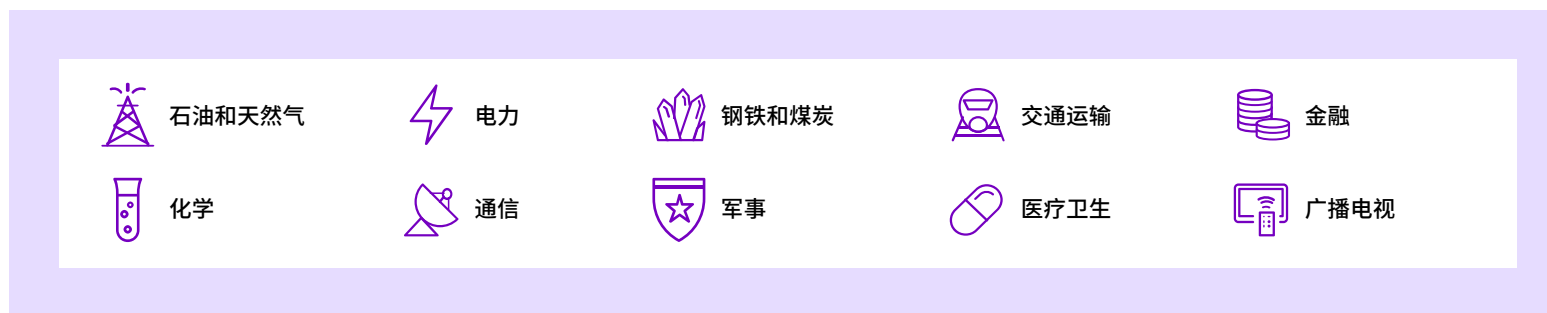 石油和天然气 电力 钢铁和煤炭 交通运输 金融
化学 通信 军事 医疗卫生 广播电视